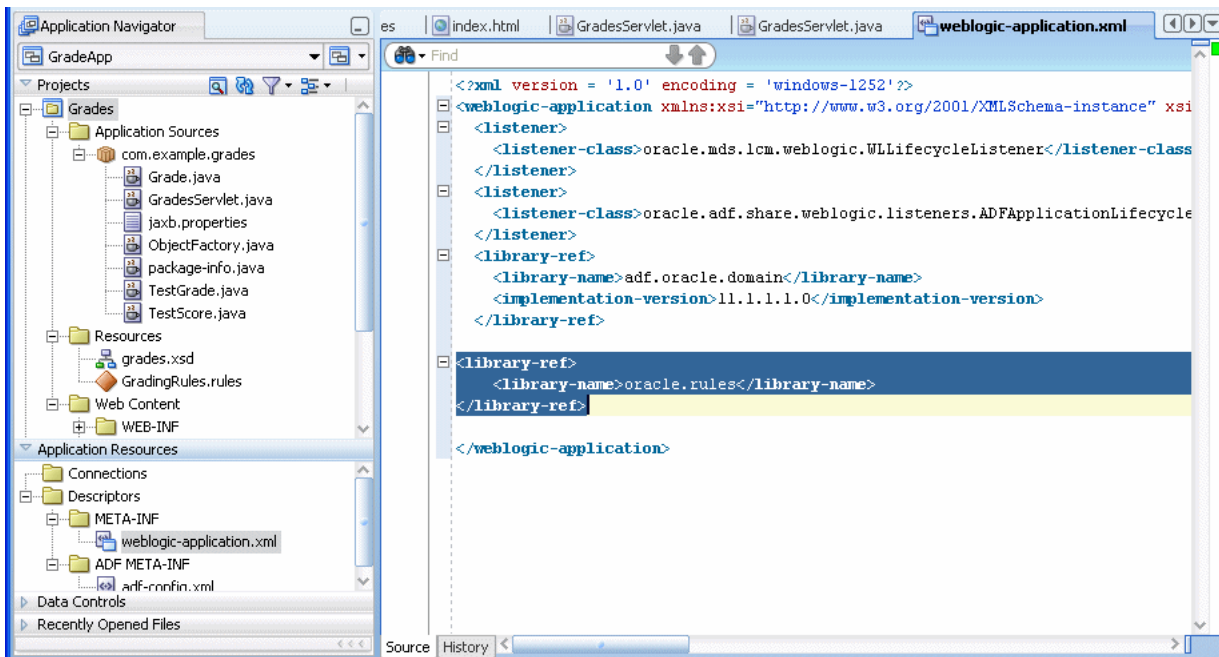 Application Navigator
GradeApp
Projects
Grades
Application Sources
com.example.grades
Grade.java
GradesServlet.java
jaxb.properties
ObjectFactory.java
package-info.java
TestGrade.java
TestScore.java
Resources
grades.xsd
GradingRules.rules
Web Content
WEB-INF
Application Resources
Connections
Descriptors
META-INF
weblogic-application.xml
ADF META-INF
adf-config.xml
Data Controls
Recently Opened Files
es index.html GradesServlet.java GradesServlet.java weblogic-application.xml
Find
<?xml version = '1.0' encoding = 'windows-1252'?>
<weblogic-application xmlns:xsi="http://www.w3.org/2001/XMLSchema-instance" xsi
<listener>
<listener-class>oracle.mds.lcm.weblogic.WLLifecycleListener</listener-class
</listener>
<listener>
<listener-class>oracle.adf.share.weblogic.listeners.ADFApplicationLifecycle
</listener>
<library-ref>
<library-name>adf.oracle.domain</library-name>
<implementation-version>11.1.1.1.0</implementation-version>
</library-ref>
<library-ref>
<library-name>oracle.rules</library-name>
</library-ref>
</weblogic-application>
Source History